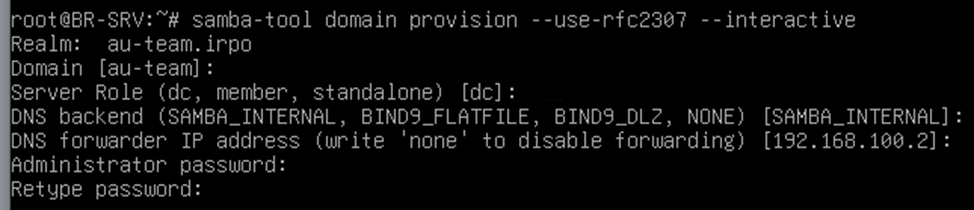 root@BR-SRV:~# samba-tool domain provision --use-rfc2307 --interactive
Realm:  au-team.irpo
Domain [au-team]:
Server Role (dc, member, standalone) [dc]:
DNS backend (SAMBA_INTERNAL, BIND9_FLATFILE, BIND9_DLZ, NONE) [SAMBA_INTERNAL]:
DNS forwarder IP address (write 'none' to disable forwarding) [192.168.100.2]:
Administrator password:
Retype password: